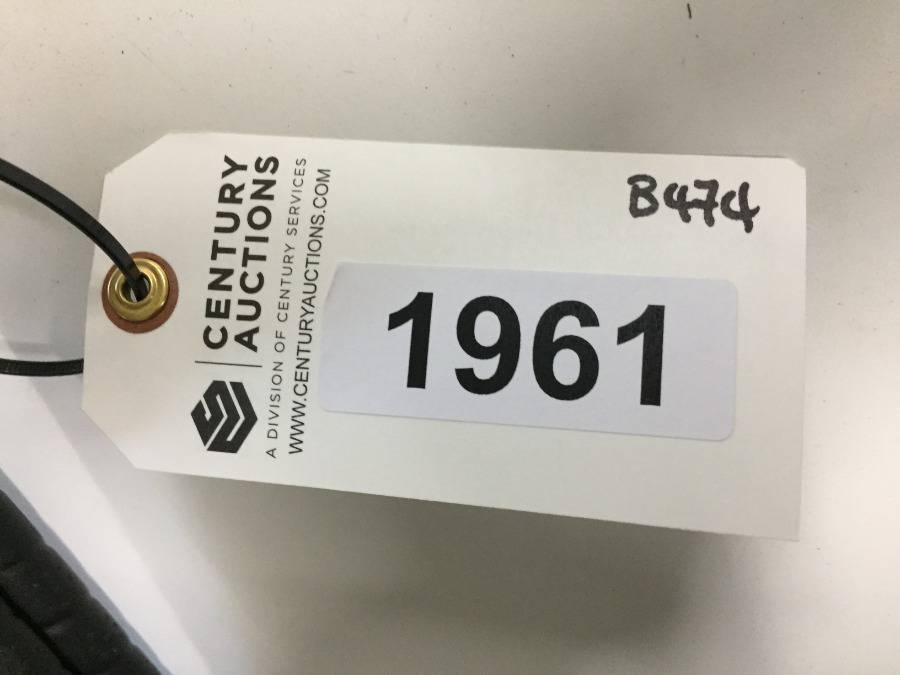 CENTURY
AUCTIONS
A DIVISION OF CENTURY SERVICES
WWW.CENTURYAUCTIONS.COM
B474
1961